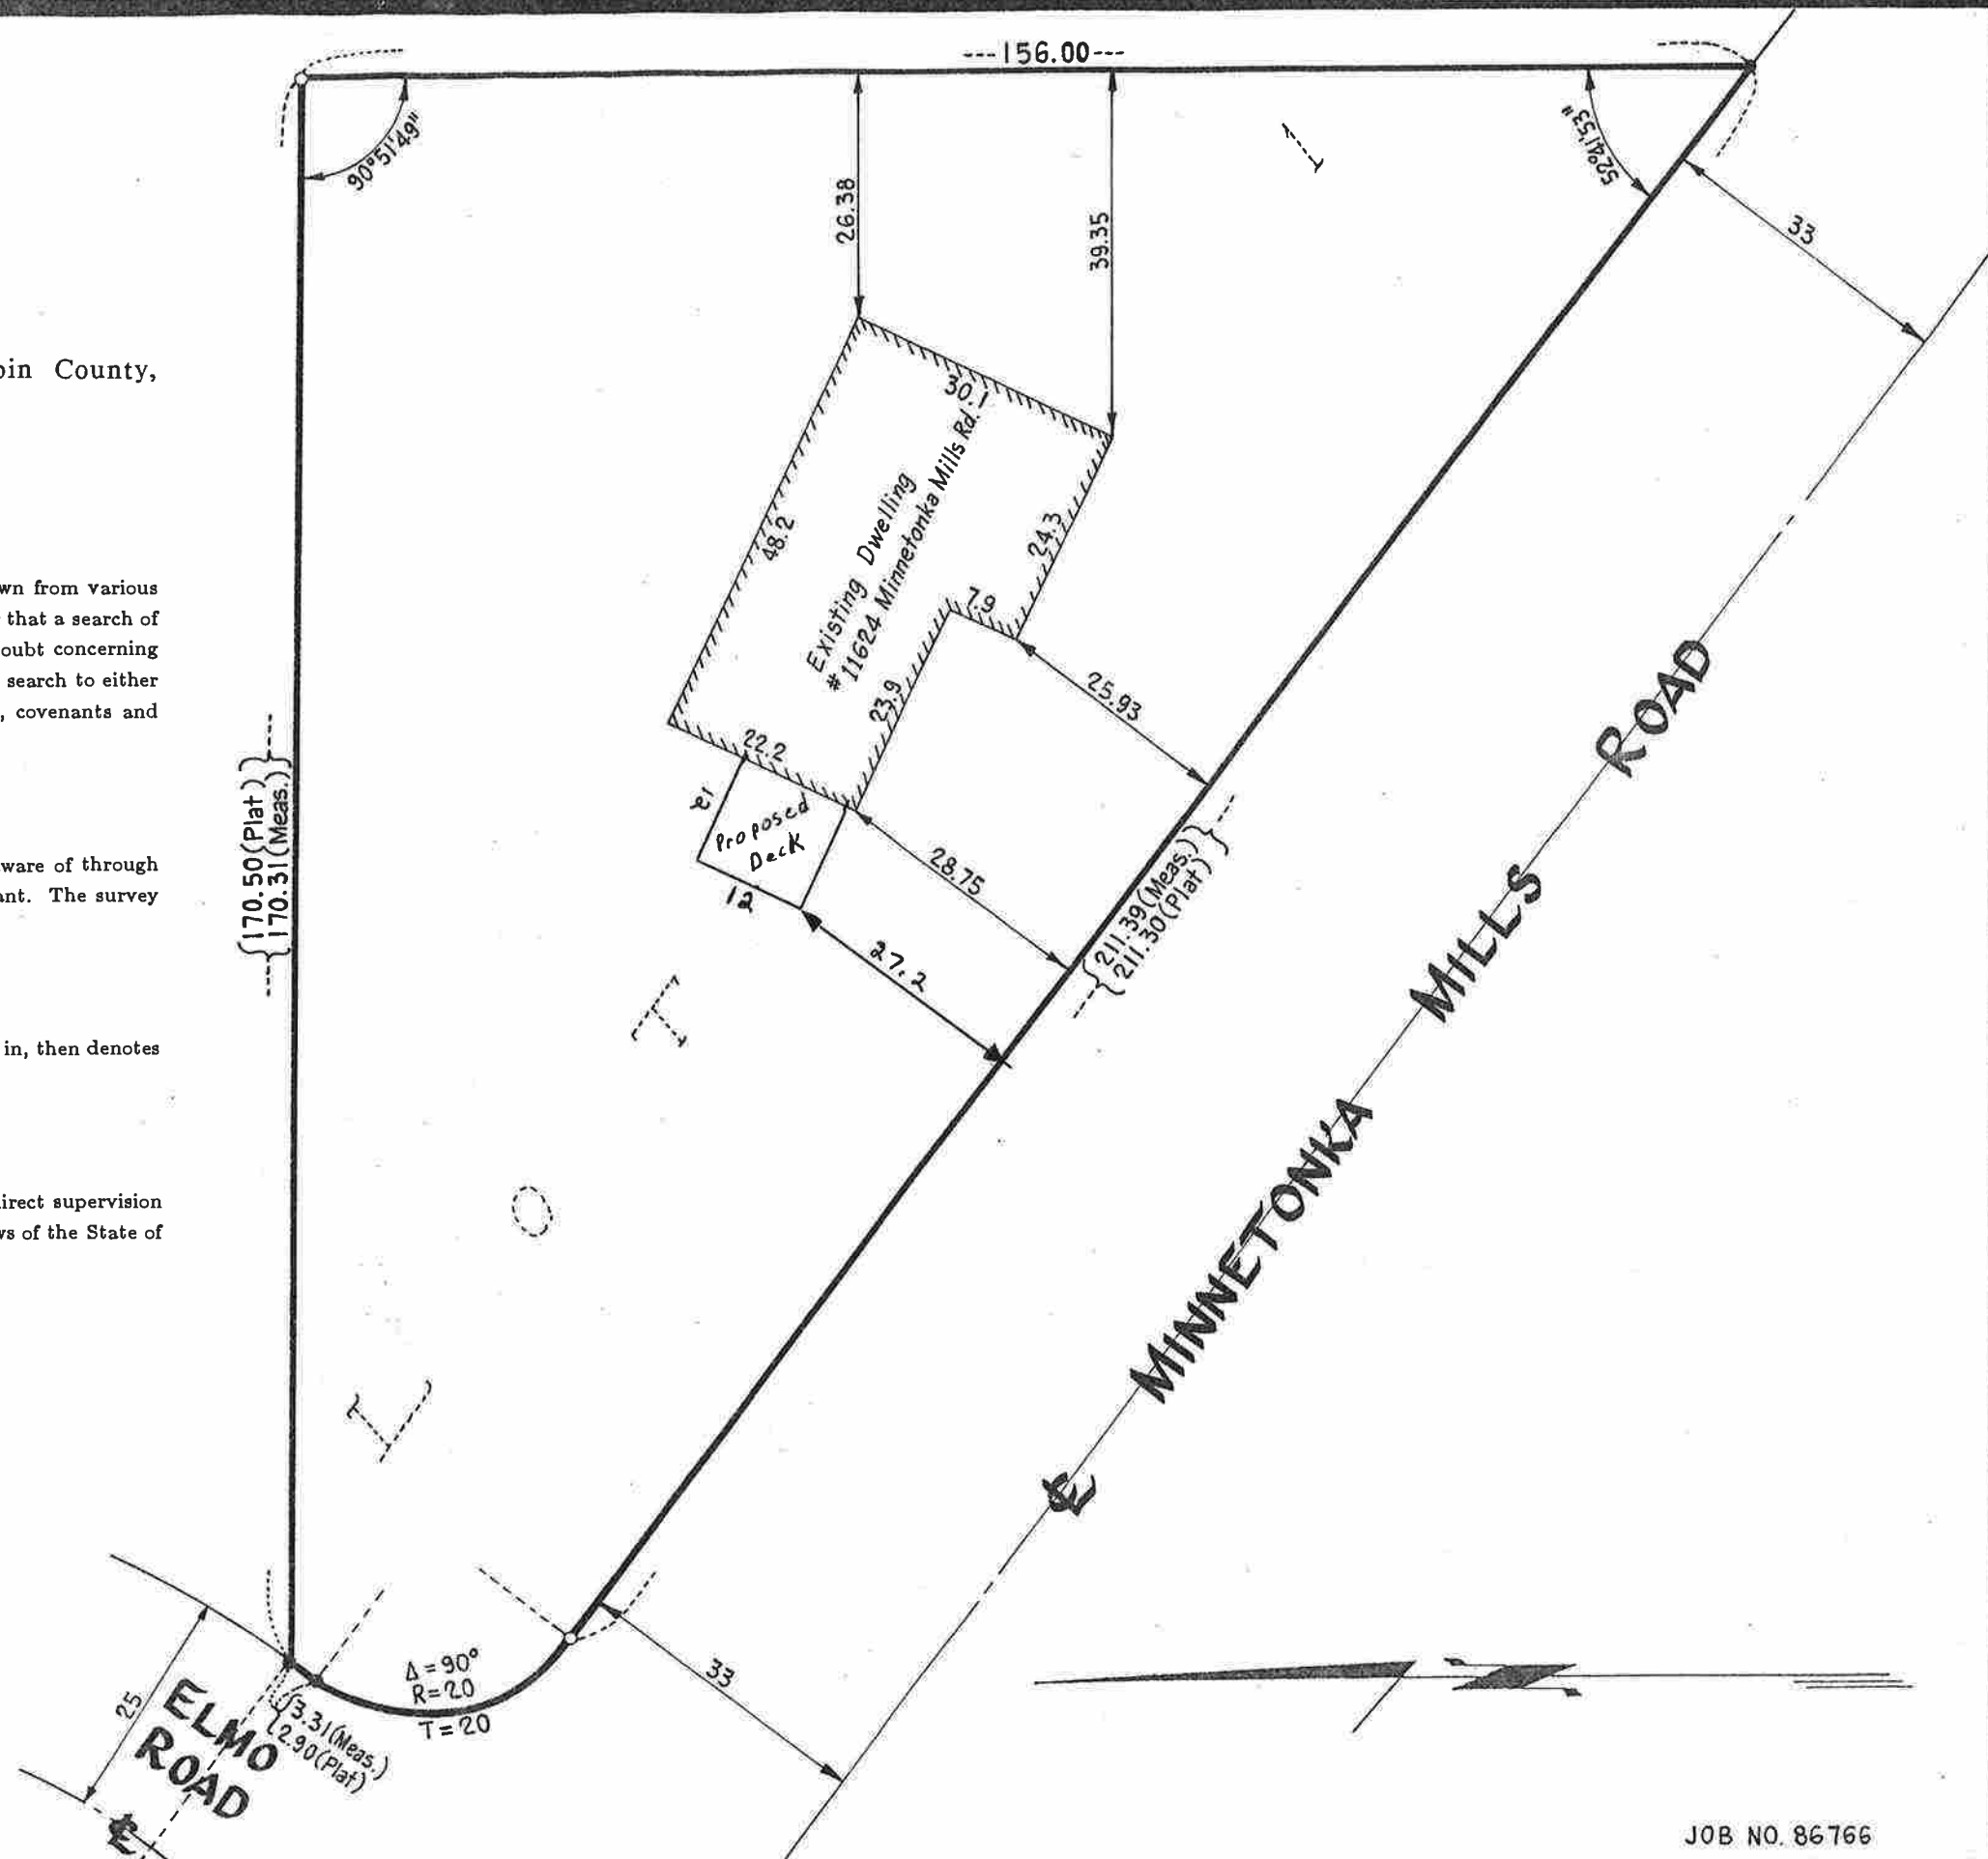 ---156.00---
90°51'49"
52°41'53"
1
26.38
39.35
33
oin County,
30.1
48.2
Existing Dwelling
#11624 Minnetonka Mills Rd.
24.3
7.9
23.9
22.2
25.93
own from various
that a search of
oubt concerning
search to either
, covenants and
{170.50(Plat)}
{170.31(Meas.)}
12
Proposed
Deck
12
28.75
27.2
{211.39(Meas.)}
{211.30(Plat)}
ware of through
ant. The survey
in, then denotes
direct supervision
ws of the State of
LOT
℄ MINNETONKA MILLS ROAD
Δ=90°
R=20
T=20
33
25
ELMO
ROAD
℄
3.31(Meas.)
2.90(Plat)
JOB NO. 86766